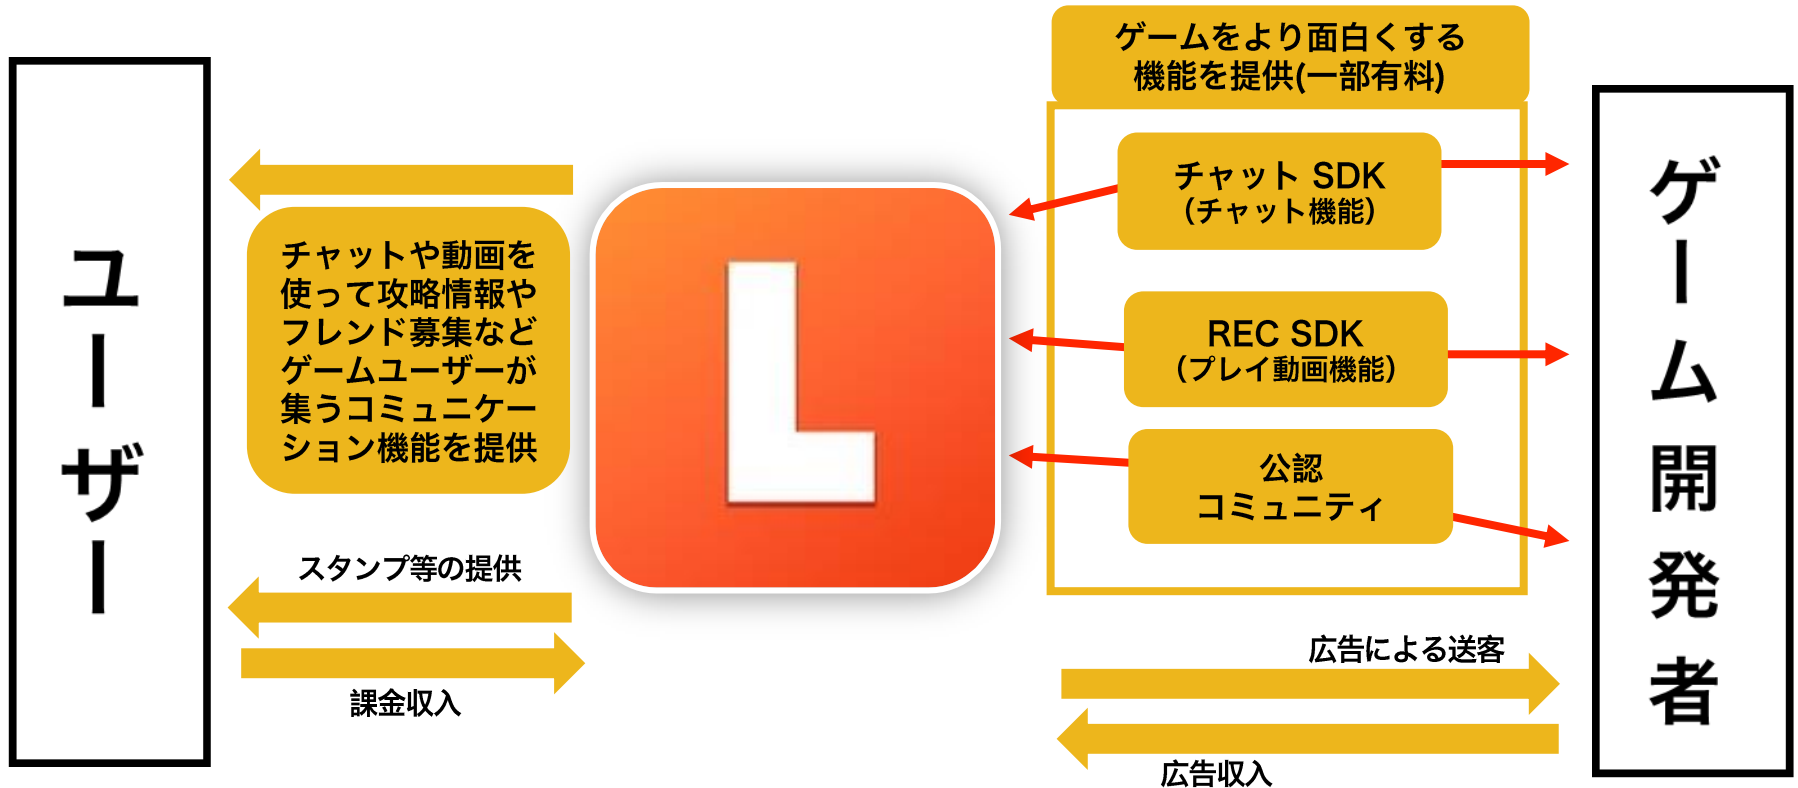 ユーザー
チャットや動画を
使って攻略情報や
フレンド募集など
ゲームユーザーが
集うコミュニケー
ション機能を提供
スタンプ等の提供
課金収入
L
ゲームをより面白くする
機能を提供(一部有料)
チャット SDK
（チャット機能）
REC SDK
（プレイ動画機能）
公認
コミュニティ
広告による送客
広告収入
ゲーム開発者